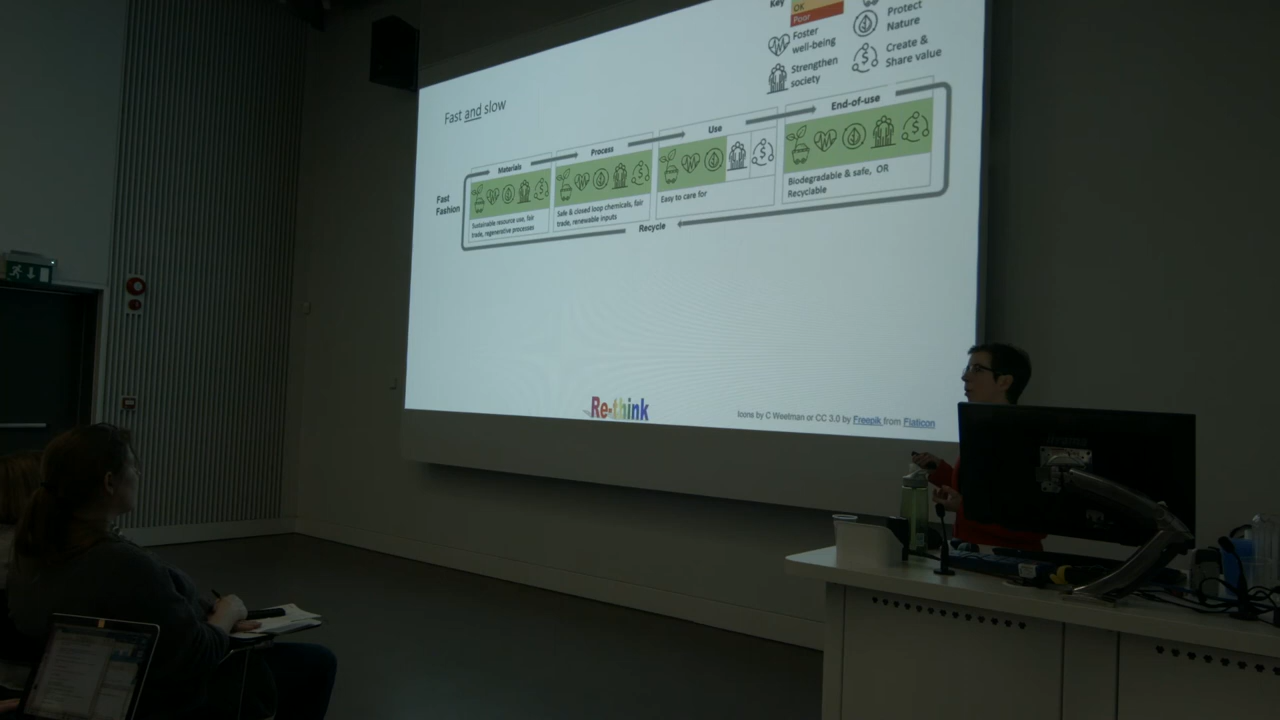 Key
OK
Poor
Foster
well-being
Strengthen
society
Protect
Nature
Create &
Share value
Fast and slow
Materials
Process
Use
End-of-use
Fast
Fashion
Sustainable resource use, fair
trade, regenerative processes
Safe & closed loop chemicals, fair
trade, renewable inputs
Easy to care for
Biodegradable & safe, OR
Recyclable
Recycle
Re-think
Icons by C Weetman or CC 3.0 by Freepik from Flaticon